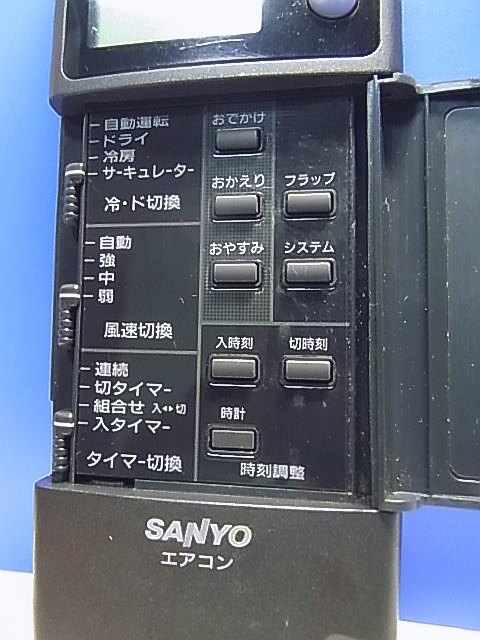 自動運転
ドライ
冷房
サーキュレーター
冷・ド切換
おでかけ
おかえり
フラップ
おやすみ
システム
自動
強
中
弱
風速切換
入時刻
切時刻
時計
時刻調整
連続
切タイマー
組合せ 入◂▸切
入タイマー
タイマー切換
SANYO
エアコン